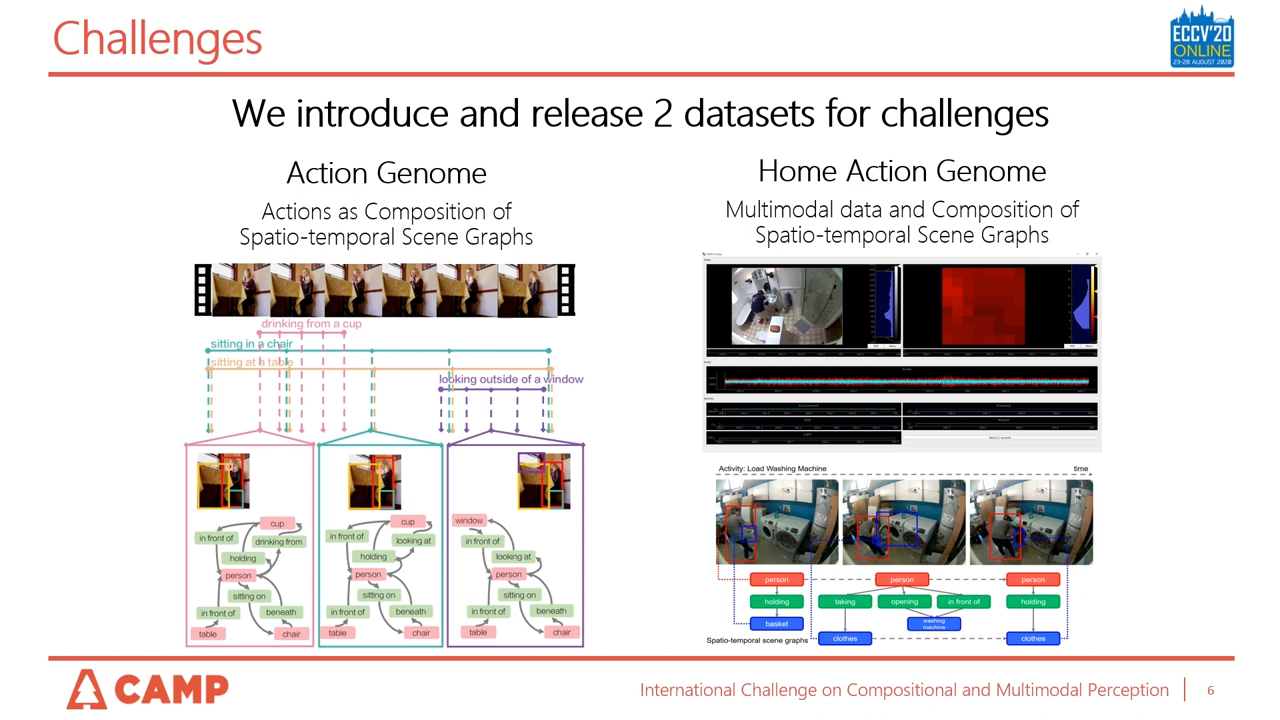 Challenges
ECCV'20
ONLINE
23-28 AUGUST 2020
We introduce and release 2 datasets for challenges
Action Genome
Actions as Composition of
Spatio-temporal Scene Graphs
drinking from a cup
sitting in a chair
sitting at a table
looking outside of a window
cup
in front of
drinking from
holding
person
sitting on
in front of
beneath
table
chair
cup
in front of
looking at
holding
person
sitting on
in front of
beneath
table
chair
window
in front of
looking at
person
sitting on
in front of
beneath
table
chair
Home Action Genome
Multimodal data and Composition of
Spatio-temporal Scene Graphs
Audio
Activity: Load Washing Machine
time
person
person
person
holding
taking
opening
in front of
holding
basket
washing
machine
Spatio-temporal scene graphs
clothes
clothes
CAMP
International Challenge on Compositional and Multimodal Perception
6